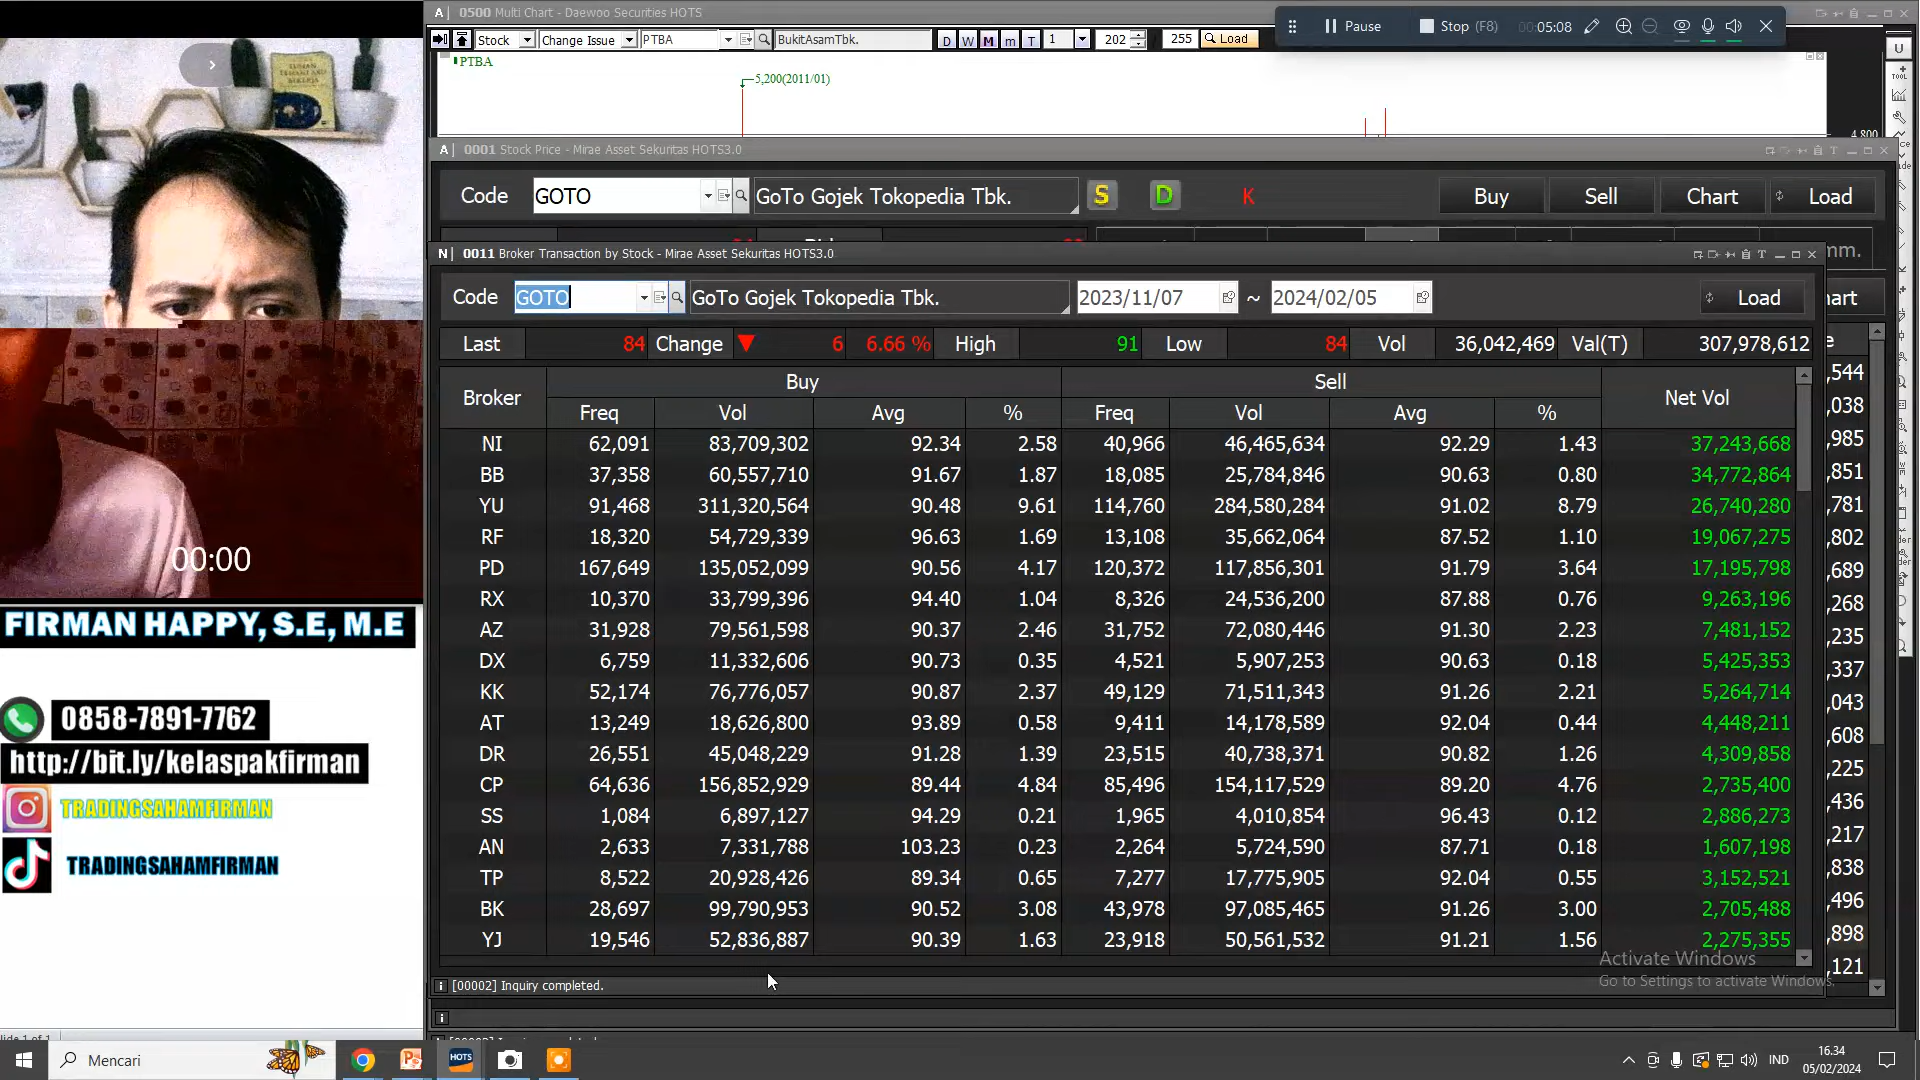 0500 Multi Chart - Daewoo Securities HOTS
Pause Stop (F8) 00:05:08
Stock Change Issue PTBA BukitAsamTbk. D W M m T 1 202 255 Load
PTBA
5,200(2011/01)
4,800
0001 Stock Price - Mirae Asset Sekuritas HOTS3.0
Code GOTO GoTo Gojek Tokopedia Tbk. S D K Buy Sell Chart Load
N 0011 Broker Transaction by Stock - Mirae Asset Sekuritas HOTS3.0
Code GOTO GoTo Gojek Tokopedia Tbk. 2023/11/07 ~ 2024/02/05 Load
Last 84 Change ▼ 6 6.66 % High 91 Low 84 Vol 36,042,469 Val(T) 307,978,612
Broker Buy Sell Net Vol
Freq Vol Avg % Freq Vol Avg %
NI 62,091 83,709,302 92.34 2.58 40,966 46,465,634 92.29 1.43 37,243,668
BB 37,358 60,557,710 91.67 1.87 18,085 25,784,846 90.63 0.80 34,772,864
YU 91,468 311,320,564 90.48 9.61 114,760 284,580,284 91.02 8.79 26,740,280
RF 18,320 54,729,339 96.63 1.69 13,108 35,662,064 87.52 1.10 19,067,275
PD 167,649 135,052,099 90.56 4.17 120,372 117,856,301 91.79 3.64 17,195,798
RX 10,370 33,799,396 94.40 1.04 8,326 24,536,200 87.88 0.76 9,263,196
AZ 31,928 79,561,598 90.37 2.46 31,752 72,080,446 91.30 2.23 7,481,152
DX 6,759 11,332,606 90.73 0.35 4,521 5,907,253 90.63 0.18 5,425,353
KK 52,174 76,776,057 90.87 2.37 49,129 71,511,343 91.26 2.21 5,264,714
AT 13,249 18,626,800 93.89 0.58 9,411 14,178,589 92.04 0.44 4,448,211
DR 26,551 45,048,229 91.28 1.39 23,515 40,738,371 90.82 1.26 4,309,858
CP 64,636 156,852,929 89.44 4.84 85,496 154,117,529 89.20 4.76 2,735,400
SS 1,084 6,897,127 94.29 0.21 1,965 4,010,854 96.43 0.12 2,886,273
AN 2,633 7,331,788 103.23 0.23 2,264 5,724,590 87.71 0.18 1,607,198
TP 8,522 20,928,426 89.34 0.65 7,277 17,775,905 92.04 0.55 3,152,521
BK 28,697 99,790,953 90.52 3.08 43,978 97,085,465 91.26 3.00 2,705,488
YJ 19,546 52,836,887 90.39 1.63 23,918 50,561,532 91.21 1.56 2,275,355
[00002] Inquiry completed.
Activate Windows
Go to Settings to activate Windows.
00:00
FIRMAN HAPPY, S.E, M.E
0858-7891-7762
http://bit.ly/kelaspakfirman
TRADINGSAHAMFIRMAN
TRADINGSAHAMFIRMAN
Mencari
HOTS
IND
16.34
05/02/2024